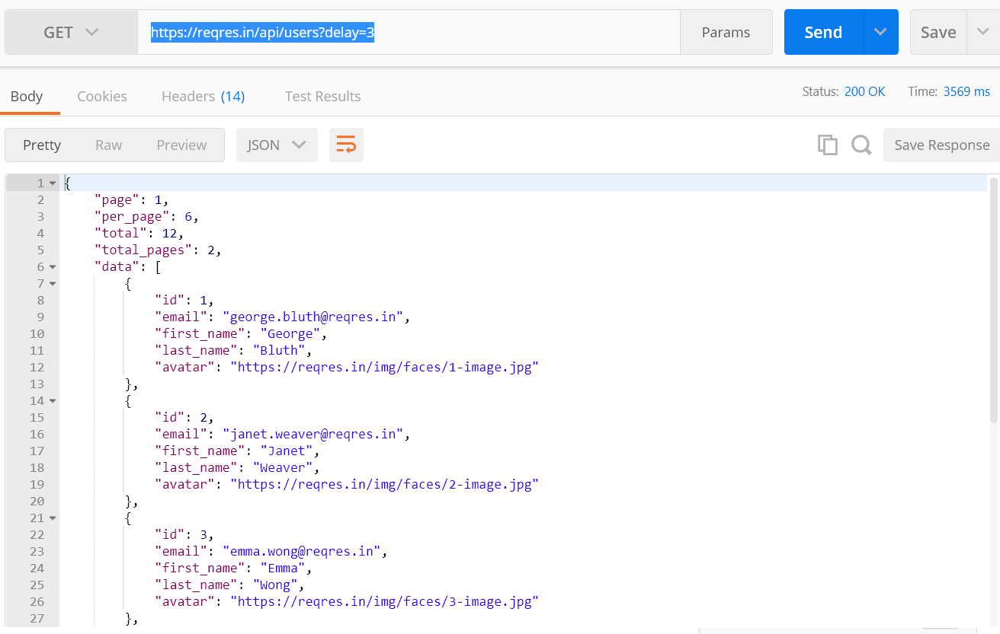 GET https://reqres.in/api/users?delay=3 Params Send Save
Body Cookies Headers (14) Test Results Status: 200 OK Time: 3569 ms
Pretty Raw Preview JSON Save Response
1 {
2 "page": 1,
3 "per_page": 6,
4 "total": 12,
5 "total_pages": 2,
6 "data": [
7 {
8 "id": 1,
9 "email": "george.bluth@reqres.in",
10 "first_name": "George",
11 "last_name": "Bluth",
12 "avatar": "https://reqres.in/img/faces/1-image.jpg"
13 },
14 {
15 "id": 2,
16 "email": "janet.weaver@reqres.in",
17 "first_name": "Janet",
18 "last_name": "Weaver",
19 "avatar": "https://reqres.in/img/faces/2-image.jpg"
20 },
21 {
22 "id": 3,
23 "email": "emma.wong@reqres.in",
24 "first_name": "Emma",
25 "last_name": "Wong",
26 "avatar": "https://reqres.in/img/faces/3-image.jpg"
27 },